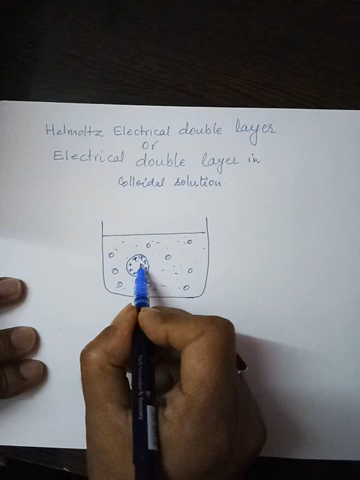 Helmoltz Electrical double layer
or
Electrical double layer in
Colloidal solution.